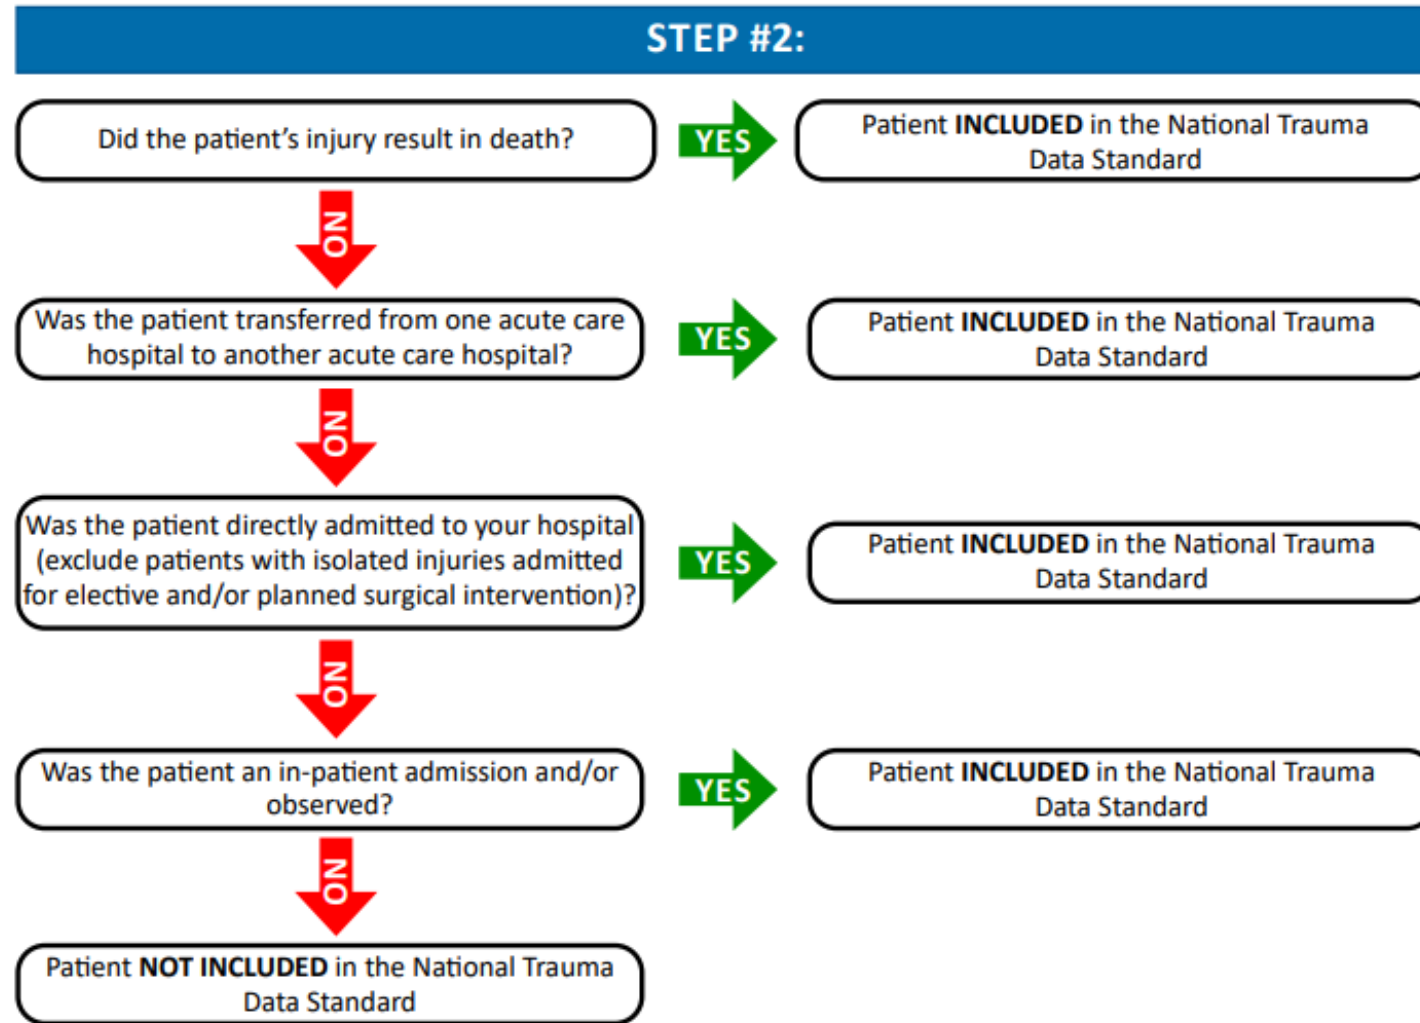 STEP #2:
Did the patient's injury result in death?
YES
Patient INCLUDED in the National Trauma
Data Standard
NO
Was the patient transferred from one acute care
hospital to another acute care hospital?
YES
Patient INCLUDED in the National Trauma
Data Standard
NO
Was the patient directly admitted to your hospital
(exclude patients with isolated injuries admitted
for elective and/or planned surgical intervention)?
YES
Patient INCLUDED in the National Trauma
Data Standard
NO
Was the patient an in-patient admission and/or
observed?
YES
Patient INCLUDED in the National Trauma
Data Standard
NO
Patient NOT INCLUDED in the National Trauma
Data Standard